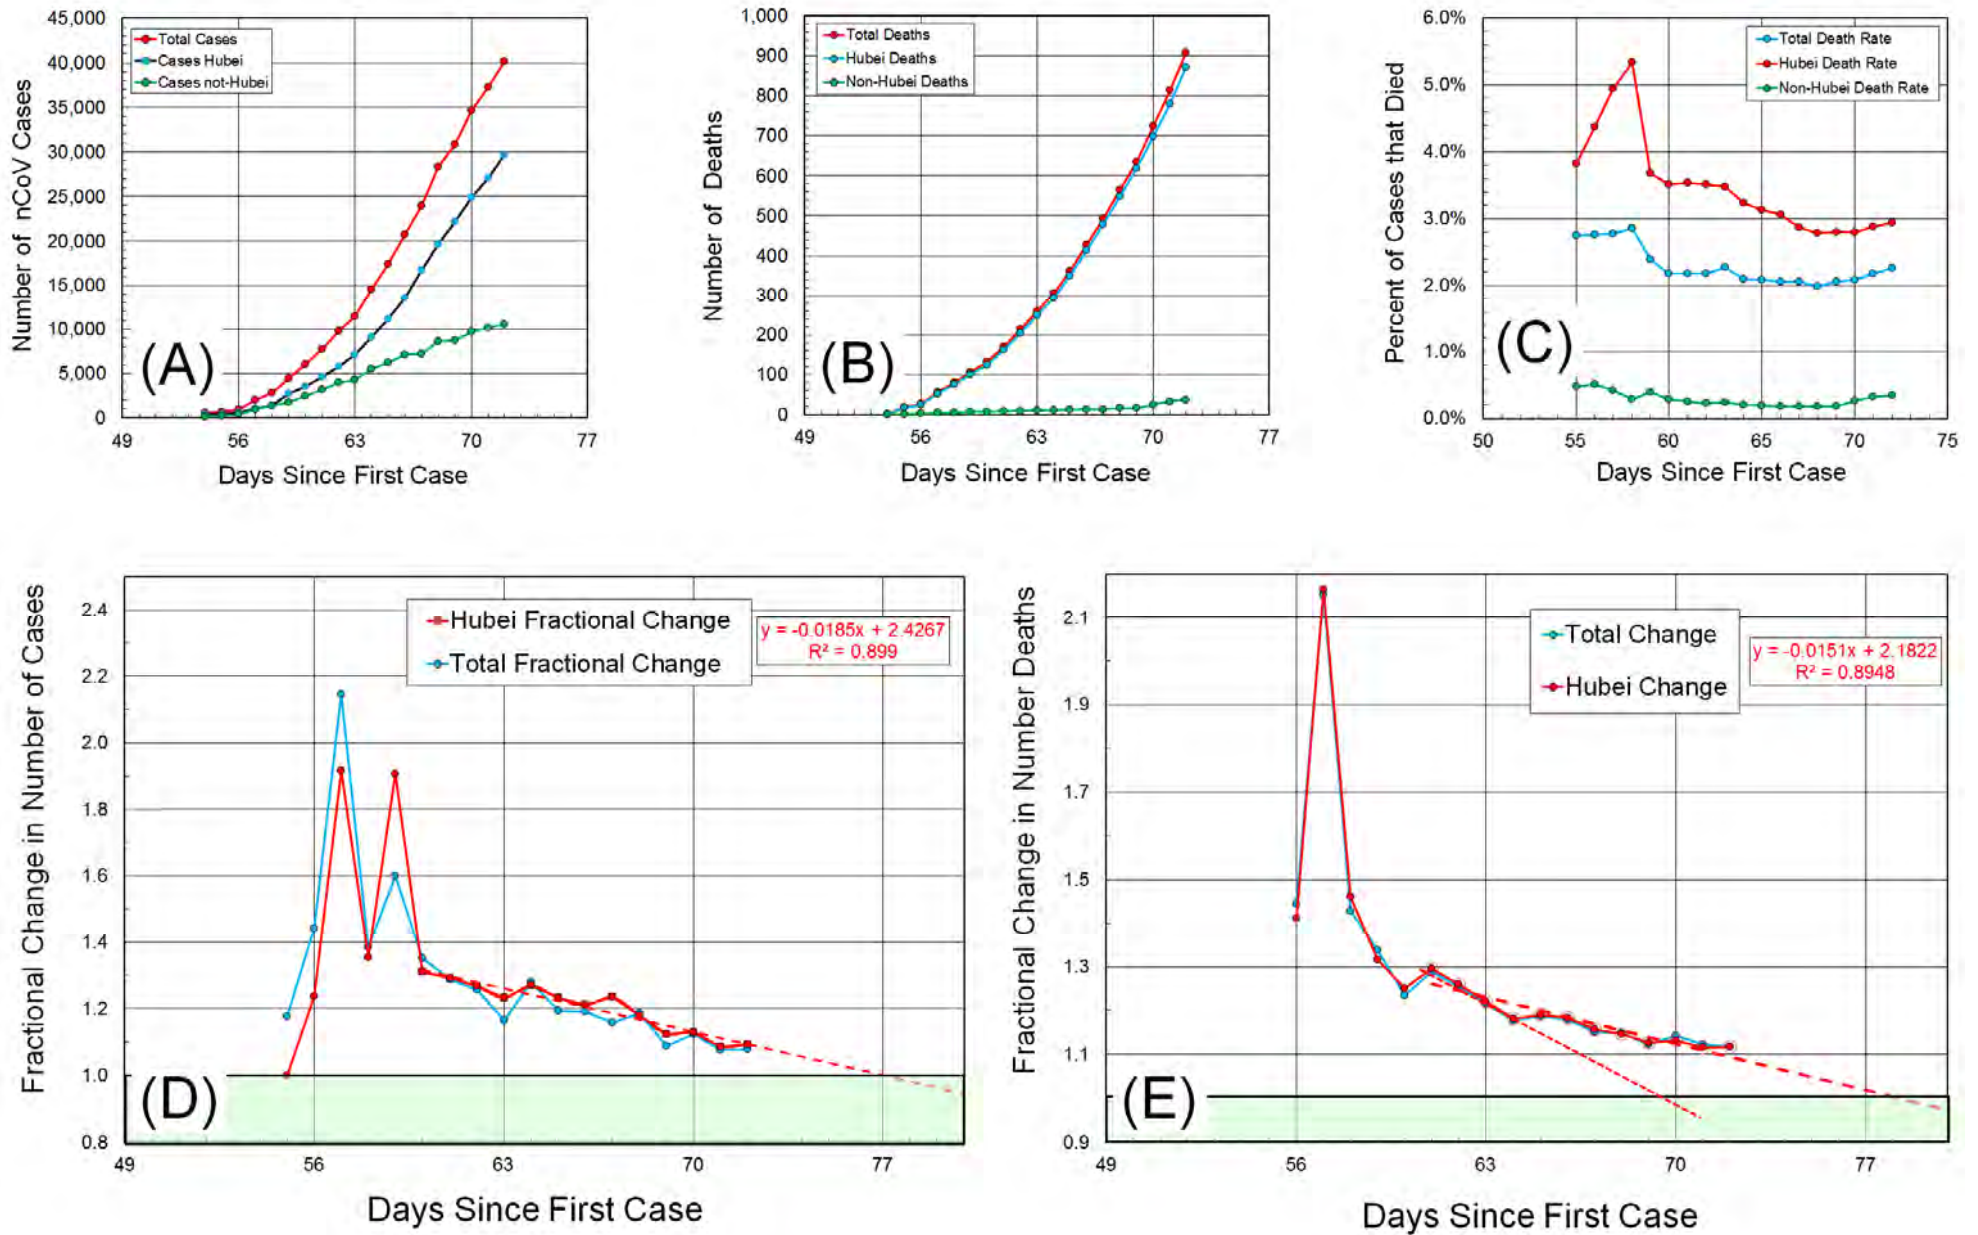 45,000
40,000
35,000
30,000
25,000
20,000
15,000
10,000
5,000
0
Number of nCoV Cases
Total Cases
Cases Hubei
Cases not-Hubei
(A)
49 56 63 70 77
Days Since First Case
1,000
900
800
700
600
500
400
300
200
100
0
Number of Deaths
Total Deaths
Hubei Deaths
Non-Hubei Deaths
(B)
49 56 63 70 77
Days Since First Case
6.0%
5.0%
4.0%
3.0%
2.0%
1.0%
0.0%
Percent of Cases that Died
Total Death Rate
Hubei Death Rate
Non-Hubei Death Rate
(C)
50 55 60 65 70 75
Days Since First Case
2.4
2.2
2.0
1.8
1.6
1.4
1.2
1.0
0.8
Fractional Change in Number of Cases
Hubei Fractional Change
Total Fractional Change
y = -0.0185x + 2.4267
R² = 0.899
(D)
49 56 63 70 77
Days Since First Case
2.1
1.9
1.7
1.5
1.3
1.1
0.9
Fractional Change in Number Deaths
Total Change
Hubei Change
y = -0.0151x + 2.1822
R² = 0.8948
(E)
49 56 63 70 77
Days Since First Case